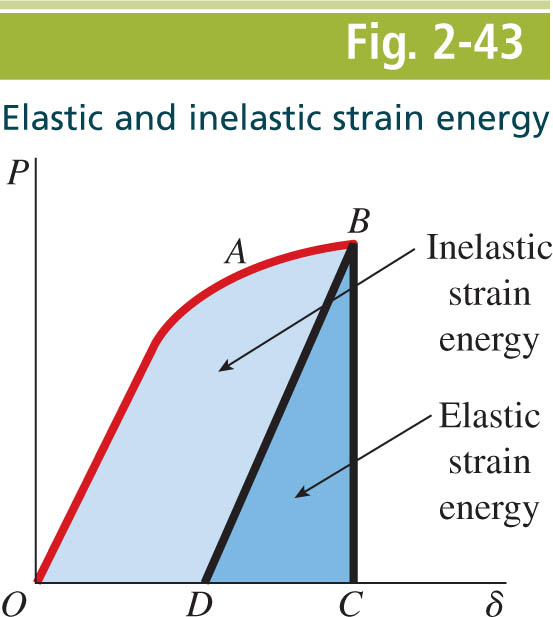 Fig. 2-43
Elastic and inelastic strain energy
P
B
A
Inelastic
strain
energy
Elastic
strain
energy
O
D
C
δ